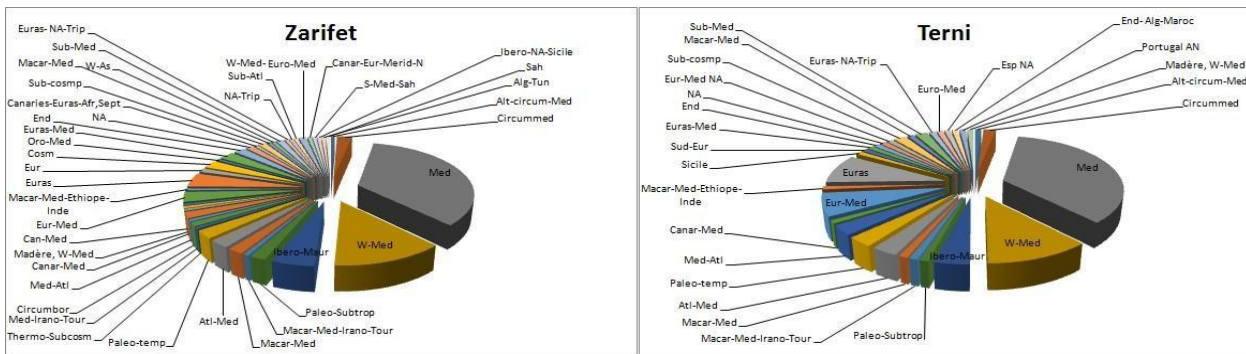 Zarifet
Euras- NA-Trip
Sub-Med
Macar-Med
W-As
Sub-cosmp
Canaries-Euras-Afr,Sept
End
NA
Euras-Med
Oro-Med
Cosm
Eur
Euras
Macar-Med-Ethiope-
Inde
Eur-Med
Can-Med
Madère, W-Med
Canar-Med
Med-Atl
Circumbor
Med-Irano-Tour
Thermo-Subcosm
Paleo-temp
Atl-Med
Macar-Med
Macar-Med-Irano-Tour
Paleo-Subtrop
Ibero-Maur
W-Med
Med
W-Med-
Sub-Atl
NA-Trip
Euro-Med
Canar-Eur-Merid-N
S-Med-Sah
Ibero-NA-Sicile
Sah
Alg-Tun
Alt-circum-Med
Circummed
Terni
Sub-Med
Macar-Med
Euras- NA-Trip
Sub-cosmp
Eur-Med NA
NA
End
Euras-Med
Sud-Eur
Sicile
Euras
Macar-Med-Ethiope-
Inde
Eur-Med
Canar-Med
Med-Atl
Paleo-temp
Atl-Med
Macar-Med
Macar-Med-Irano-Tour
Paleo-Subtrop
Ibero-Maur
W-Med
Med
Euro-Med
Esp NA
End- Alg-Maroc
Portugal AN
Madère, W-Med
Alt-circum-Med
Circummed